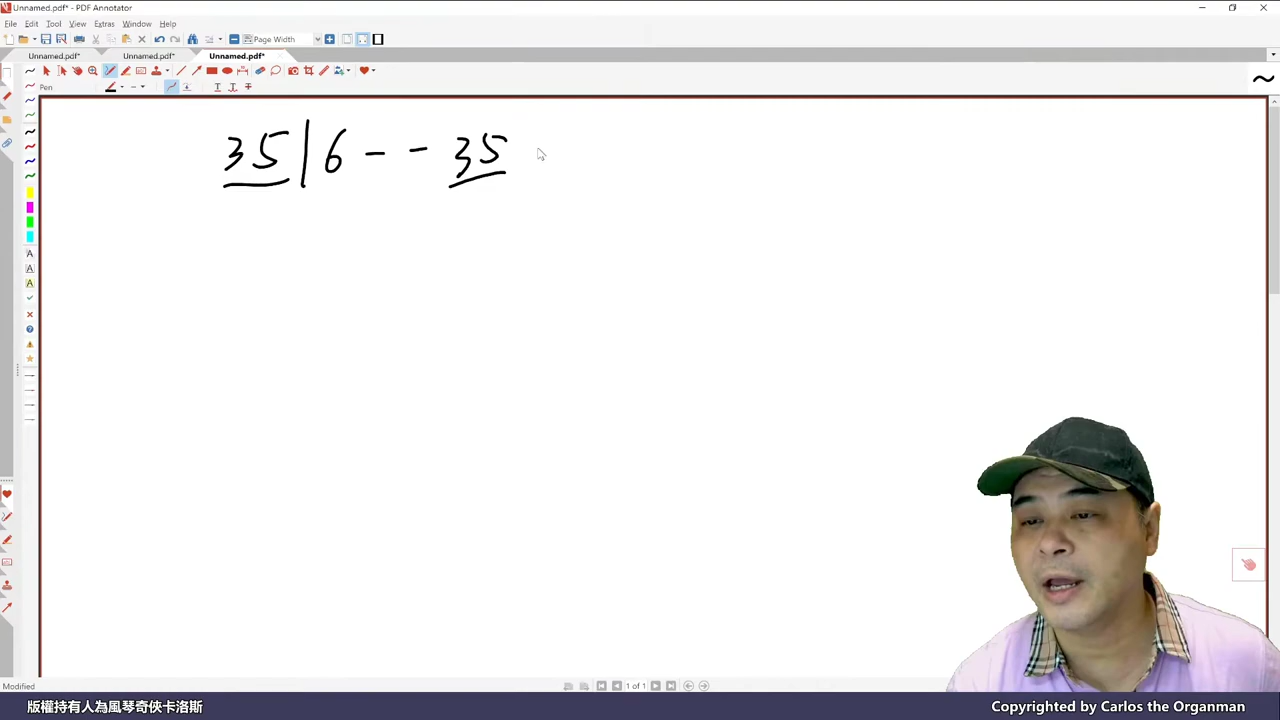 Unnamed.pdf* - PDF Annotator
File Edit Tool View Extras Window Help
Page Width
Unnamed.pdf* Unnamed.pdf* Unnamed.pdf*
Pen
35|6 - - 35
Modified
1 of 1
版權持有人為風琴奇俠卡洛斯
Copyrighted by Carlos the Organman